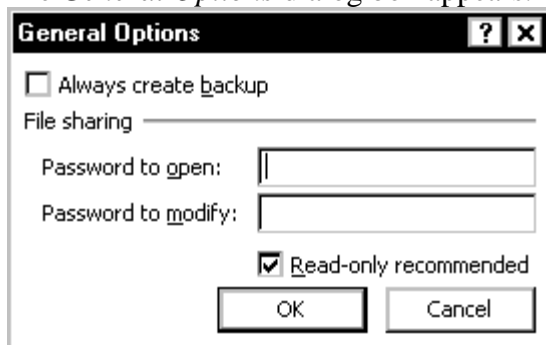 General Options
Always create backup
File sharing
Password to open:
Password to modify:
Read-only recommended
OK Cancel